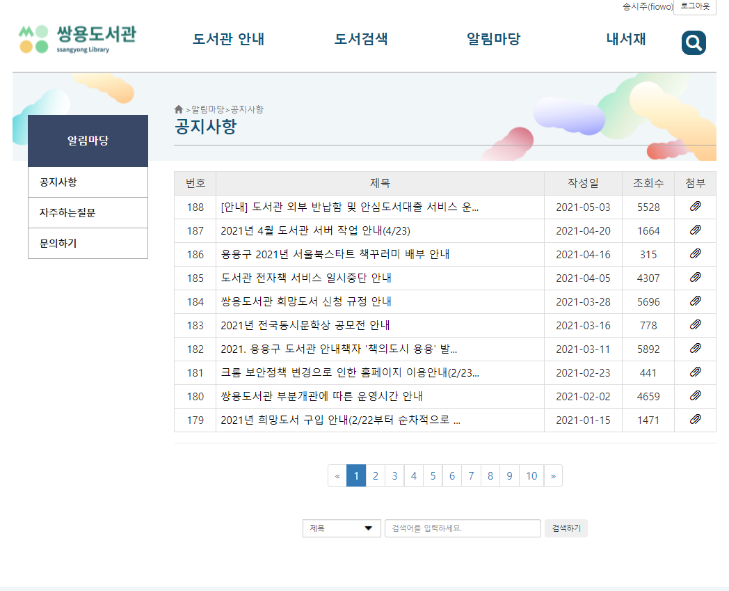 송시주(fiowo) 로그아웃
쌍용도서관
ssangyong Library
도서관 안내 도서검색 알림마당 내서재
>알림마당>공지사항
공지사항
알림마당
공지사항
자주하는질문
문의하기
번호 제목 작성일 조회수 첨부
188 [안내] 도서관 외부 반납함 및 안심도서대출 서비스 운... 2021-05-03 5528
187 2021년 4월 도서관 서버 작업 안내(4/23) 2021-04-20 1664
186 용용구 2021년 서울북스타트 책꾸러미 배부 안내 2021-04-16 315
185 도서관 전자책 서비스 일시중단 안내 2021-04-05 4307
184 쌍용도서관 희망도서 신청 규정 안내 2021-03-28 5696
183 2021년 전국동시문학상 공모전 안내 2021-03-16 778
182 2021. 용용구 도서관 안내책자 '책의도시 용용' 발... 2021-03-11 5892
181 크롬 보안정책 변경으로 인한 홈페이지 이용안내(2/23... 2021-02-23 441
180 쌍용도서관 부분개관에 따른 운영시간 안내 2021-02-02 4659
179 2021년 희망도서 구입 안내(2/22부터 순차적으로 ... 2021-01-15 1471
« 1 2 3 4 5 6 7 8 9 10 »
제목 검색어를 입력하세요. 검색하기